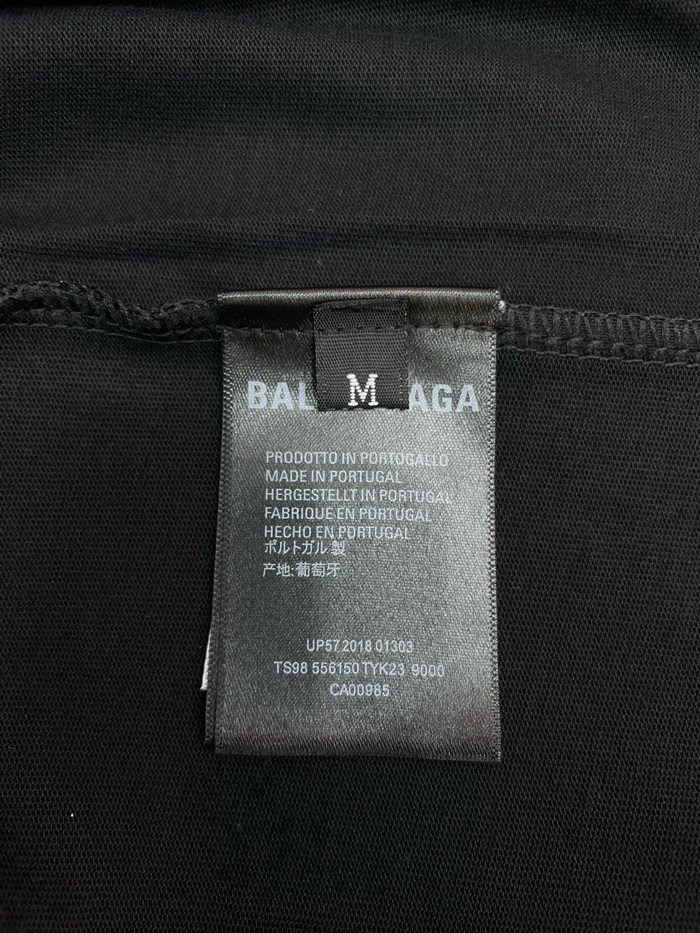 M
BAL AGA
PRODOTTO IN PORTOGALLO
MADE IN PORTUGAL
HERGESTELLT IN PORTUGAL
FABRIQUE EN PORTUGAL
HECHO EN PORTUGAL
ポルトガル 製
产地:葡萄牙
UP57 2018 01303
TS98 556150 TYK23 9000
CA00985